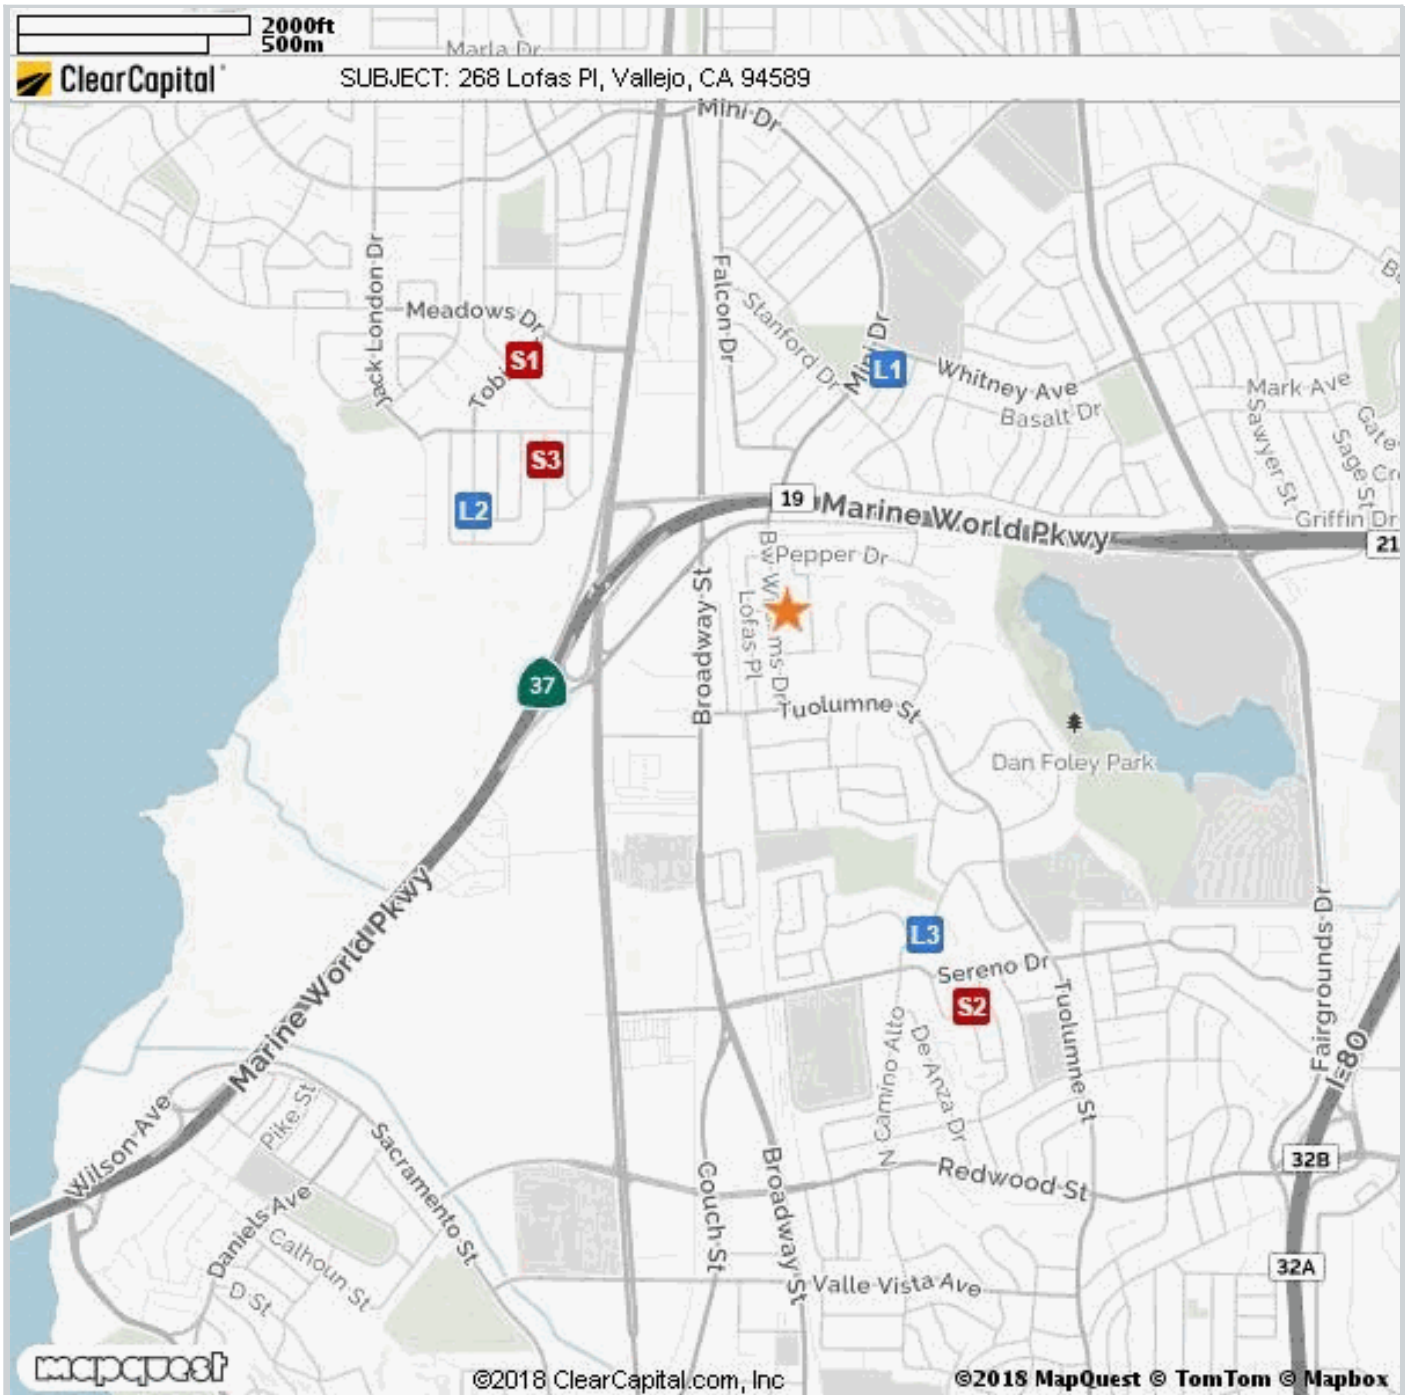 2000ft
500m
Marla Dr
ClearCapital
SUBJECT: 268 Lofas Pl, Vallejo, CA 94589
Mini Dr
Jack London Dr
Falcon Dr
Stanford Dr
Meadows Dr
S1
Mini Dr
L1
Whitney Ave
Mark Ave
Basalt Dr
Sawyer St
Sage St
S3
L2
19
Marine World Pkwy
Griffin Dr
21
Pepper Dr
Broadway St
Lofas Pl
37
Tuolumne St
Dan Foley Park
Marine World Pkwy
L3
Sereno Dr
Fairgrounds Dr
S2
Tuolumne St
N Camino Alto
De Anza Dr
I-80
Wilson Ave
Pike St
Sacramento St
32B
Redwood St
Couch St
Broadway St
Daniels Ave
Calhoun St
D St
32A
Valle Vista Ave
mapquest
©2018 ClearCapital.com, Inc
©2018 MapQuest © TomTom © Mapbox